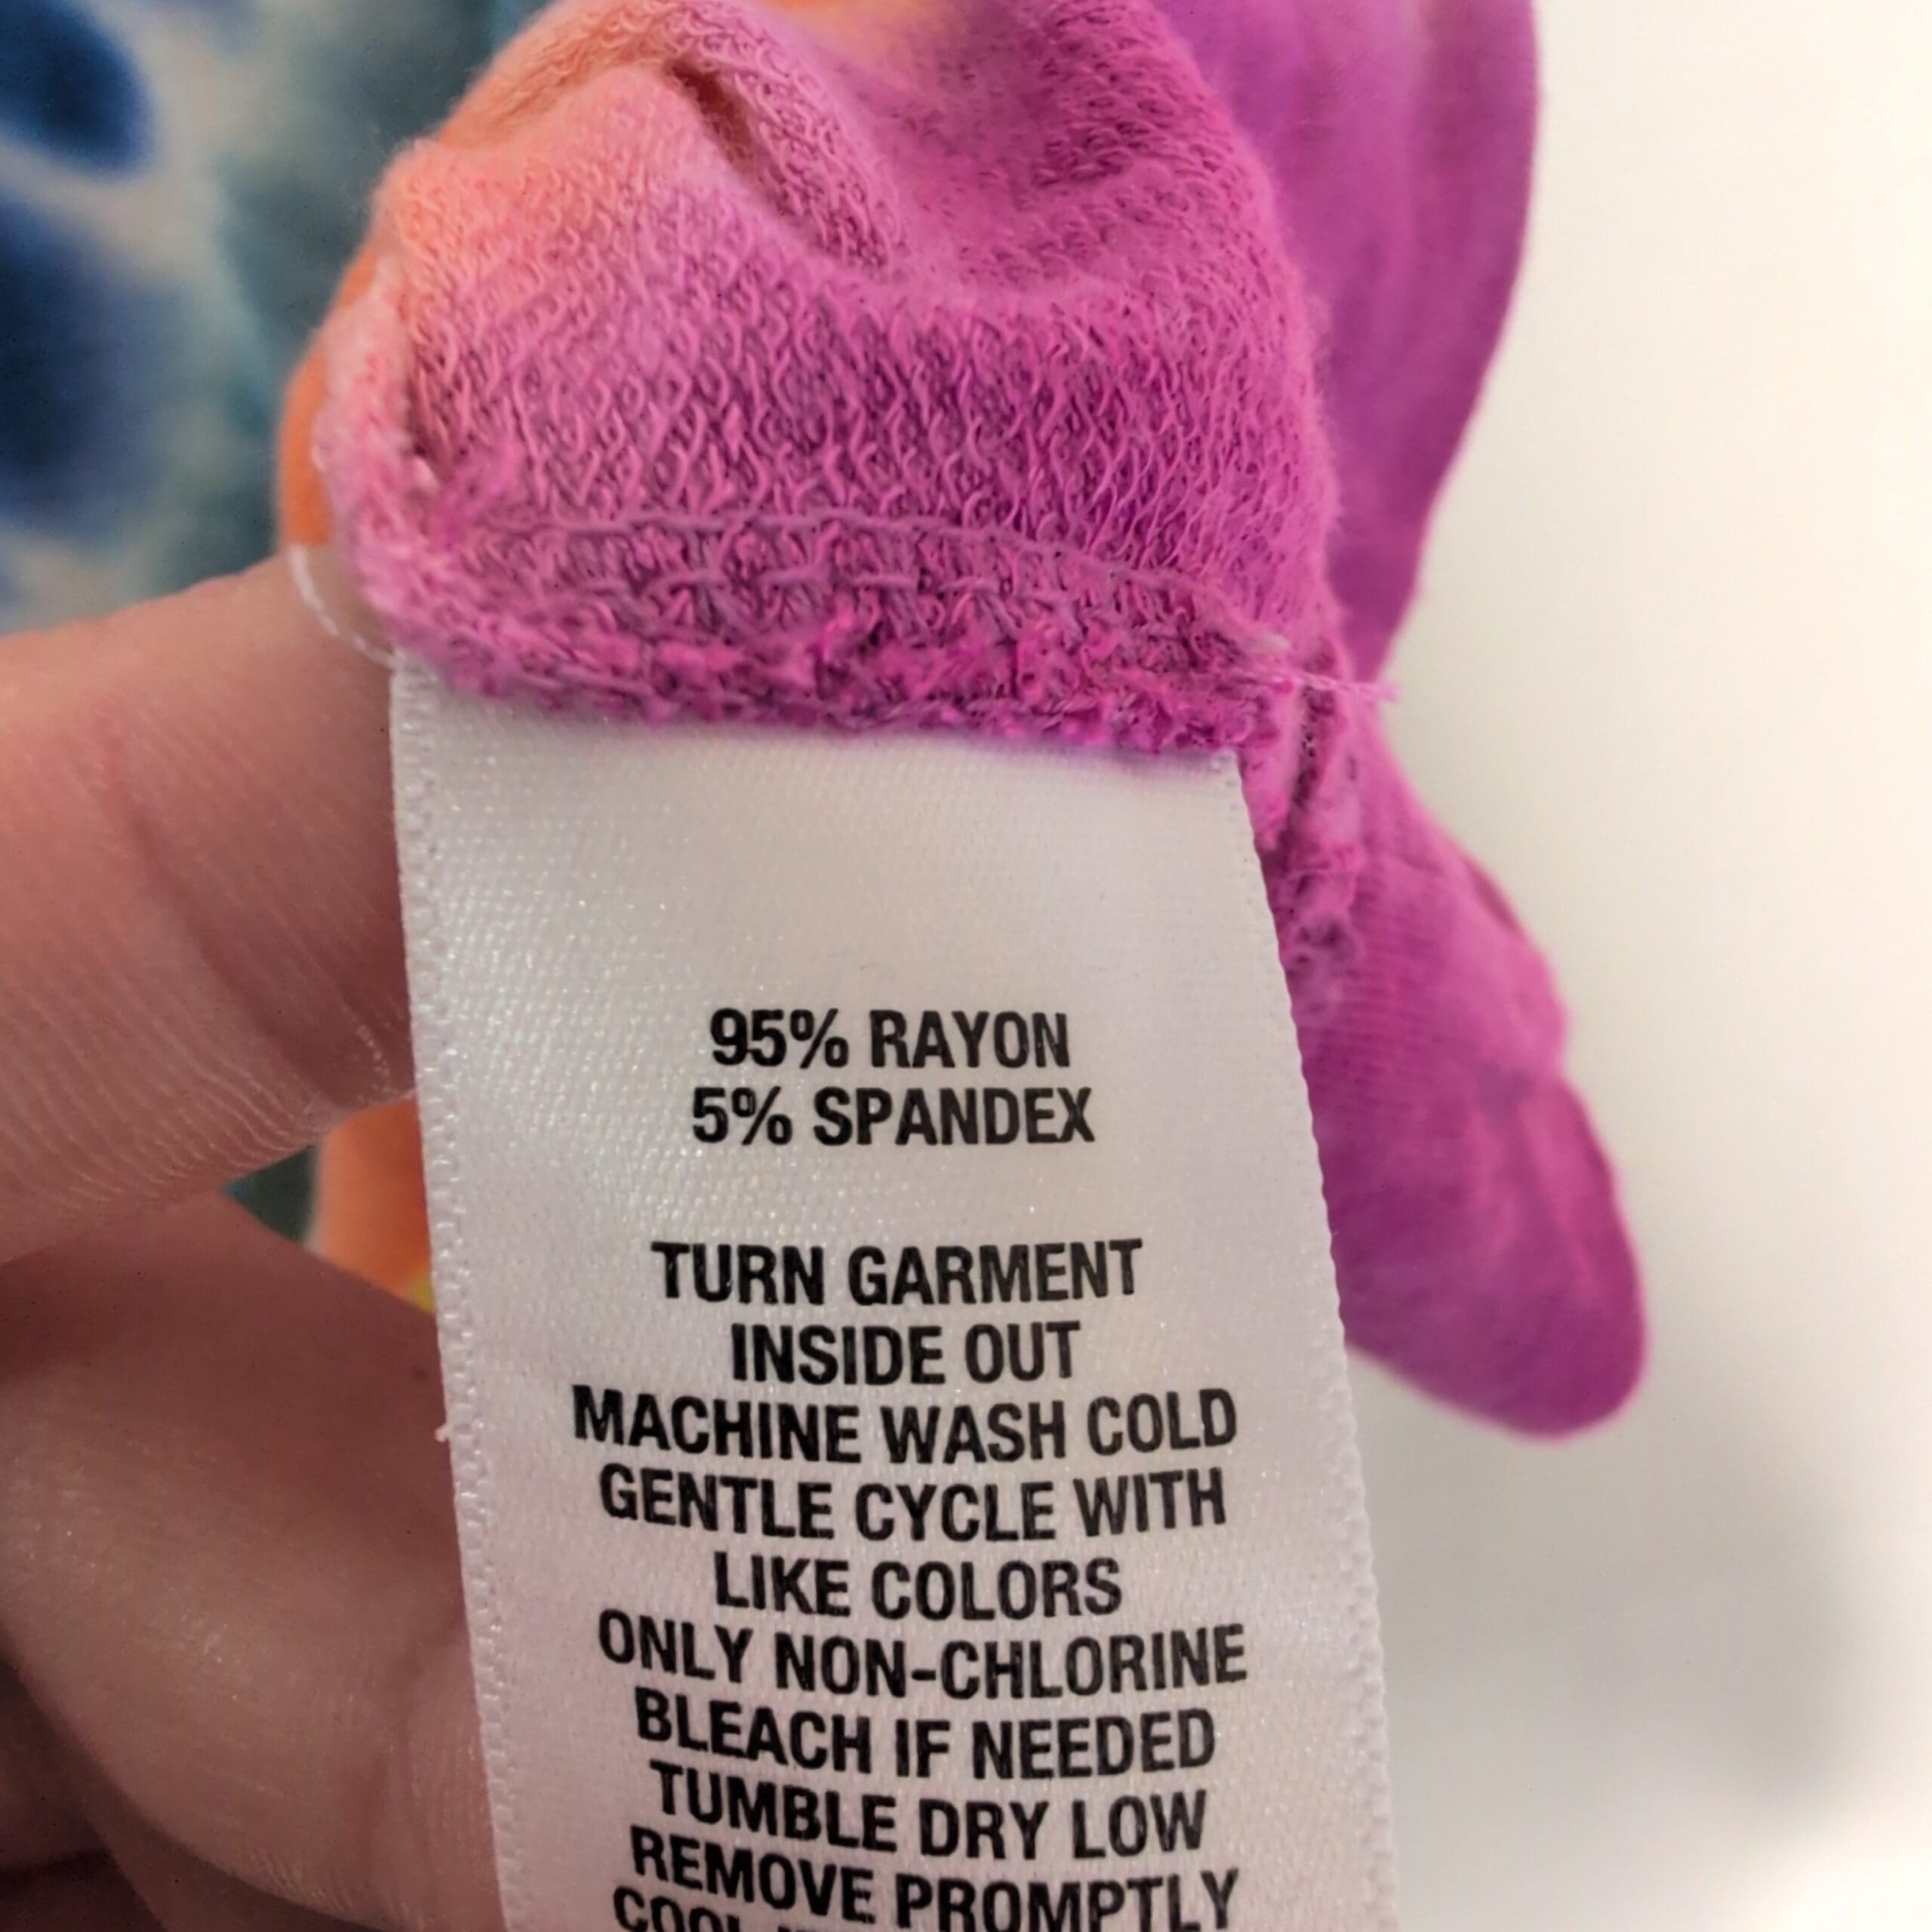 95% RAYON
5% SPANDEX
TURN GARMENT
INSIDE OUT
MACHINE WASH COLD
GENTLE CYCLE WITH
LIKE COLORS
ONLY NON-CHLORINE
BLEACH IF NEEDED
TUMBLE DRY LOW
REMOVE PROMPTLY
COOL